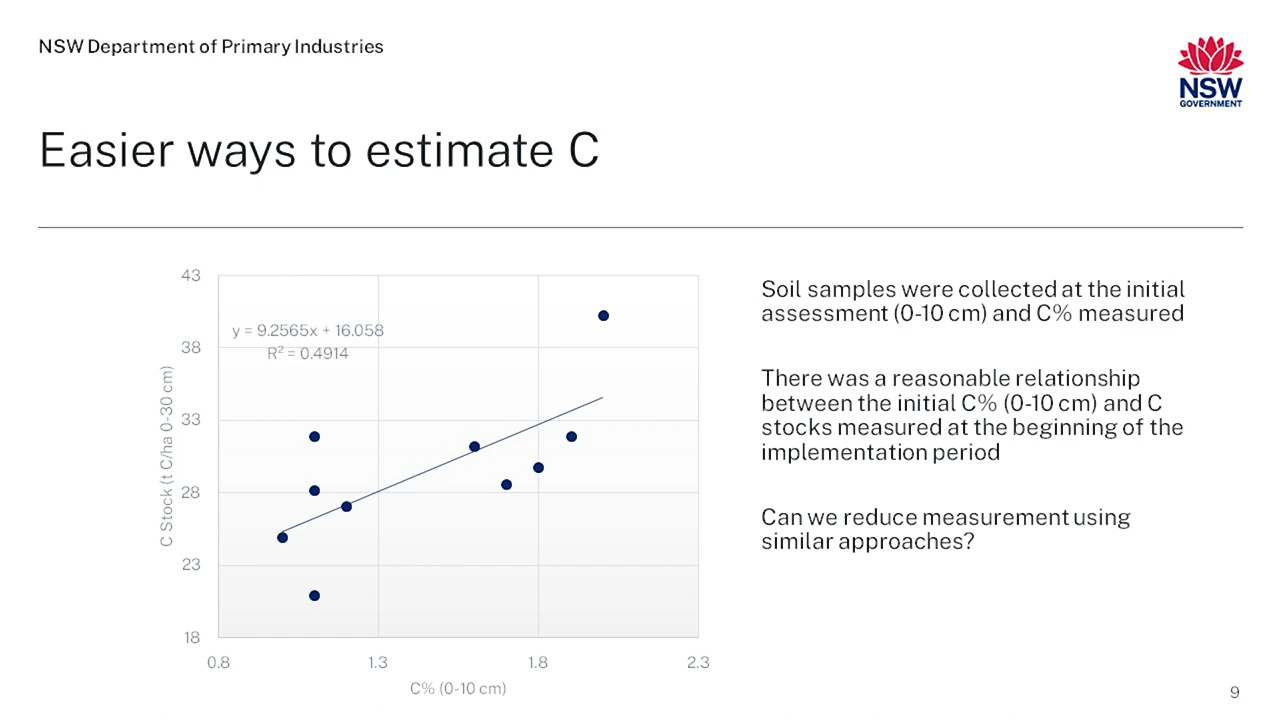 NSW Department of Primary Industries
NSW
GOVERNMENT
Easier ways to estimate C
43
38
33
28
23
18
C Stock (t C/ha 0-30 cm)
y = 9.2565x + 16.058
R² = 0.4914
0.8
1.3
1.8
2.3
C% (0-10 cm)
Soil samples were collected at the initial
assessment (0-10 cm) and C% measured
There was a reasonable relationship
between the initial C% (0-10 cm) and C
stocks measured at the beginning of the
implementation period
Can we reduce measurement using
similar approaches?
9